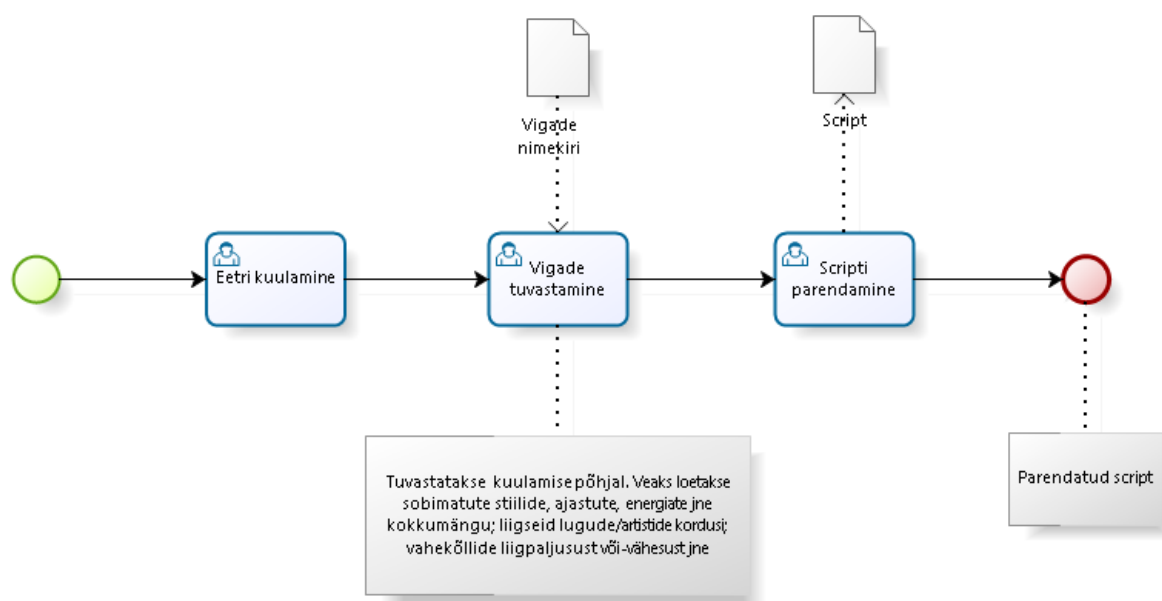 Vigade
nimekiri
Script
Eetri kuulamine
Vigade
tuvastamine
Scripti
parendamine
Tuvastatakse kuulamise põhjal. Veaks loetakse
sobimatute stiilide, ajastute, energiate jne
kokkumängu; liigseid lugude/artistide kordusi;
vahekõllide liigpaljusust või-vähesust jne
Parendatud script